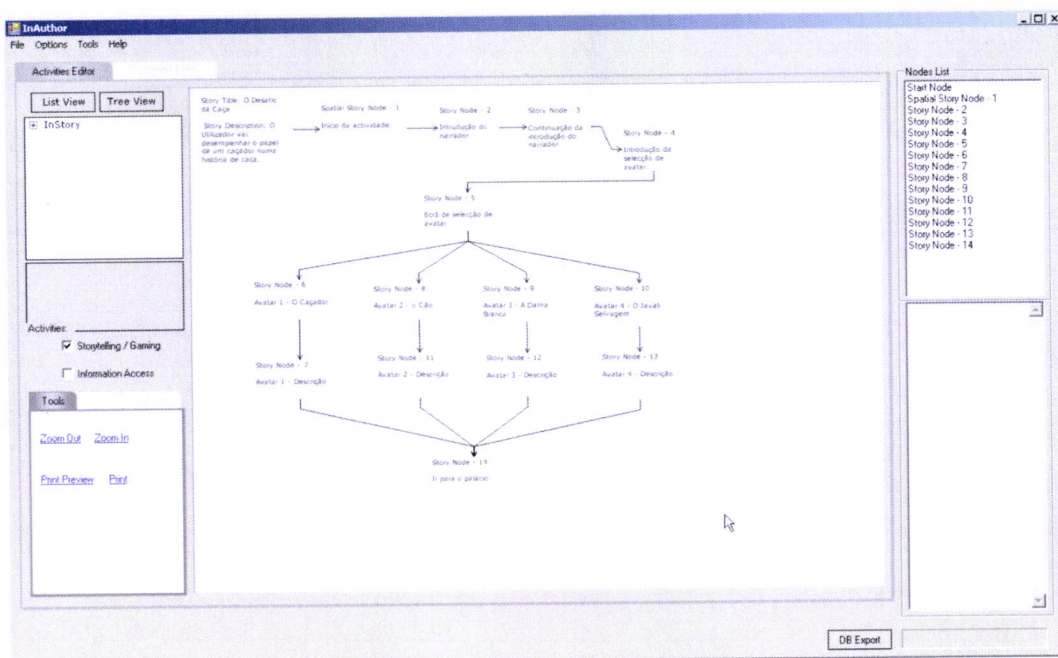 InAuthor
File Options Tools Help
Activities Editor
List View Tree View
InStory
Activities:
Storytelling / Gaming
Information Access
Tools
Zoom Out Zoom In
Print Preview Print
Story Title: O Desafio
da Caça
Story Description: O
Utilizador vai
desempenhar o papel
de um caçador numa
história de caça.
Spatial Story Node - 1
Inicio da actividade.
Story Node - 2
Introdução do
narrador
Story Node - 3
Continuação da
introdução do
narrador
Story Node - 4
Introdução da
selecção de
avatar.
Story Node - 5
Ecrã de selecção de
avatar
Story Node - 6
Avatar 1 - O Caçador
Story Node - 8
Avatar 2 - o Cão
Story Node - 9
Avatar 3 - A Dama
Branca
Story Node - 10
Avatar 4 - O Javali
Selvagem
Story Node - 7
Avatar 1 - Descrição
Story Node - 11
Avatar 2 - Descrição
Story Node - 12
Avatar 3 - Descrição
Story Node - 13
Avatar 4 - Descrição
Story Node - 14
Ir para o palácio
Nodes List
Start Node
Spatial Story Node - 1
Story Node - 2
Story Node - 3
Story Node - 4
Story Node - 5
Story Node - 6
Story Node - 7
Story Node - 8
Story Node - 9
Story Node - 10
Story Node - 11
Story Node - 12
Story Node - 13
Story Node - 14
DB Export